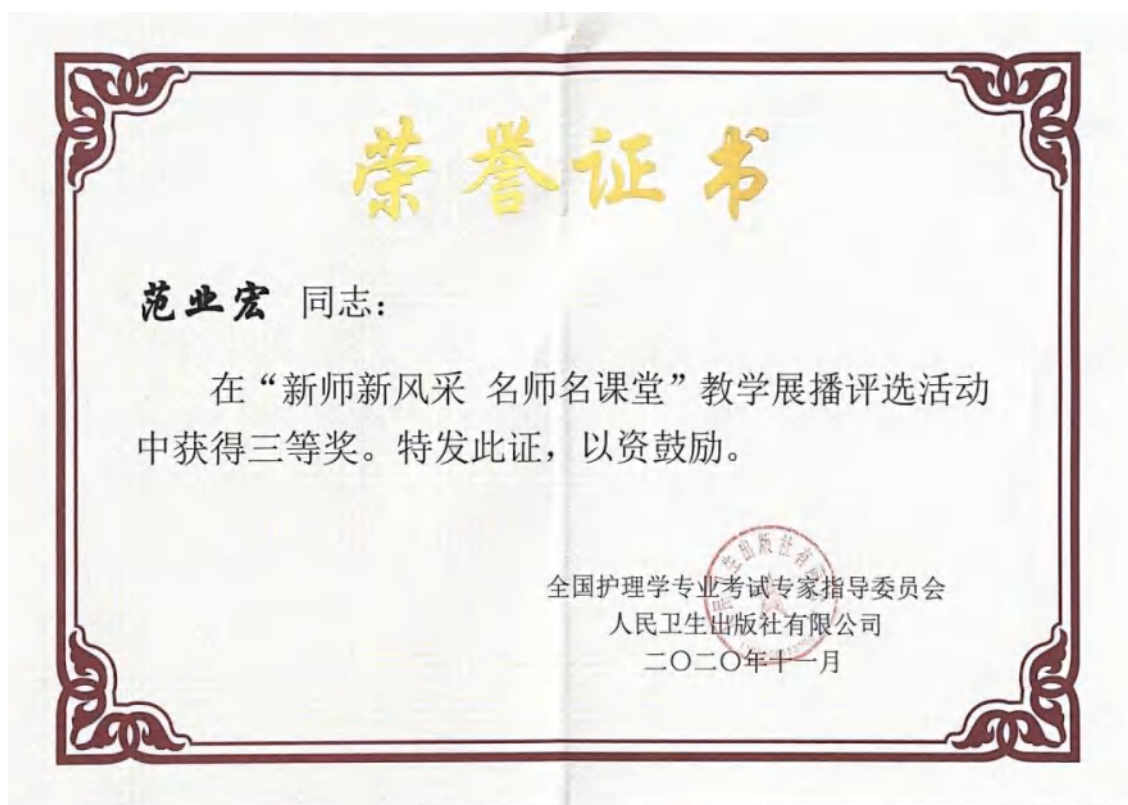 荣誉证书
范业宏 同志：
在“新师新风采 名师名课堂”教学展播评选活动
中获得三等奖。特发此证，以资鼓励。
全国护理学专业考试专家指导委员会
人民卫生出版社有限公司
二〇二〇年十一月